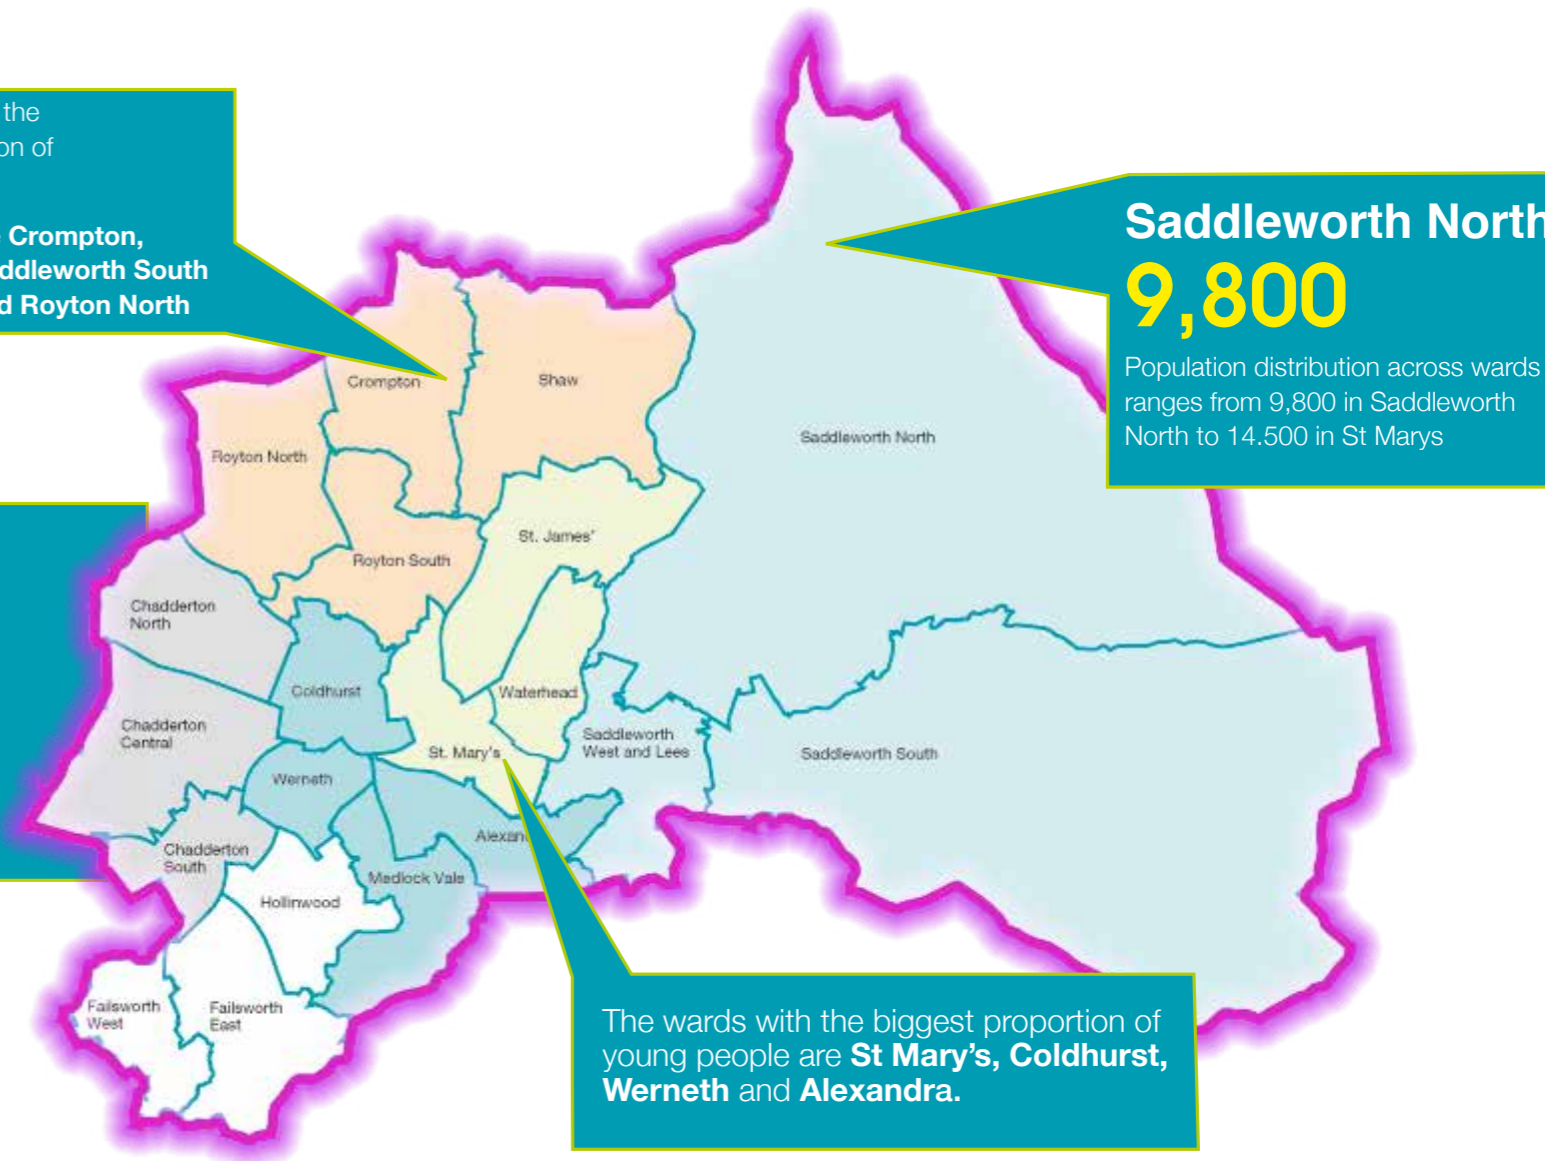 the
on of
Crompton,
ddleworth South
d Royton North
Saddleworth North
9,800
Population distribution across wards
ranges from 9,800 in Saddleworth
North to 14.500 in St Marys
Crompton
Shaw
Saddleworth North
Royton North
St. James'
Royton South
Chadderton
North
Coldhurst
Waterhead
Chadderton
Central
Saddleworth
West and Lees
St. Mary's
Saddleworth South
Werneth
Alexan
Chadderton
South
Medlock Vale
Hollinwood
Failsworth
West
Failsworth
East
The wards with the biggest proportion of
young people are St Mary's, Coldhurst,
Werneth and Alexandra.